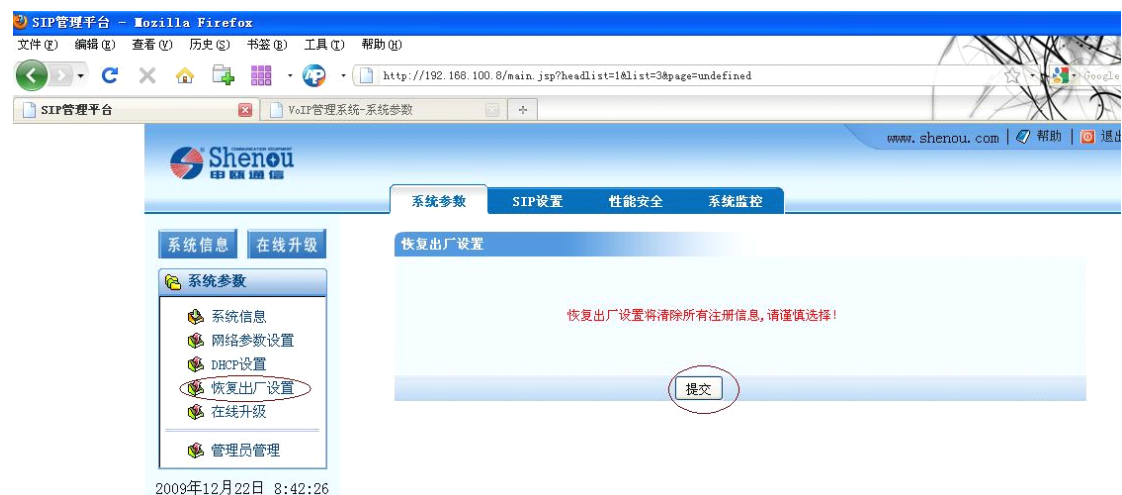 SIP管理平台 - Mozilla Firefox
文件(F) 编辑(E) 查看(V) 历史(S) 书签(B) 工具(T) 帮助(H)
http://192.168.100.8/main.jsp?headlist=1&list=3&page=undefined Google
SIP管理平台 VoIP管理系统-系统参数
www.shenou.com | 帮助 | 退出
Shenou
申瓯通信
系统参数 SIP设置 性能安全 系统监控
系统信息 在线升级 恢复出厂设置
系统参数
系统信息
恢复出厂设置将清除所有注册信息,请谨慎选择!
网络参数设置
DHCP设置
恢复出厂设置 提交
在线升级
管理员管理
2009年12月22日 8:42:26